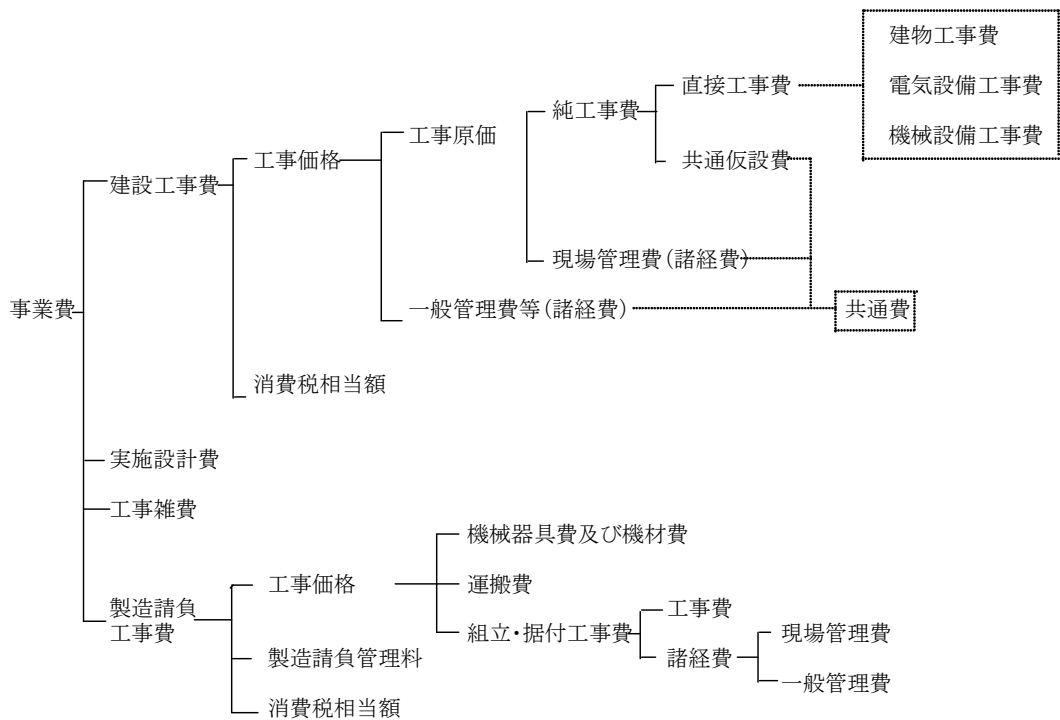 建物工事費
電気設備工事費
機械設備工事費
直接工事費
純工事費
工事原価
工事価格
共通仮設費
建設工事費
現場管理費(諸経費)
一般管理費等(諸経費)
共通費
事業費
消費税相当額
実施設計費
工事雑費
機械器具費及び機材費
工事価格
運搬費
製造請負
工事費
組立・据付工事費
工事費
諸経費
現場管理費
一般管理費
製造請負管理料
消費税相当額